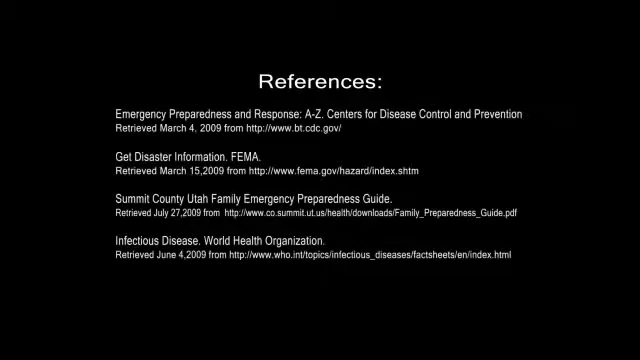 References:
Emergency Preparedness and Response: A-Z. Centers for Disease Control and Prevention
Retrieved March 4, 2009 from http://www.bt.cdc.gov/
Get Disaster Information. FEMA.
Retrieved March 15,2009 from http://www.fema.gov/hazard/index.shtm
Summit County Utah Family Emergency Preparedness Guide.
Retrieved July 27,2009 from http://www.co.summit.ut.us/health/downloads/Family_Preparedness_Guide.pdf
Infectious Disease. World Health Organization.
Retrieved June 4,2009 from http://www.who.int/topics/infectious_diseases/factsheets/en/index.html